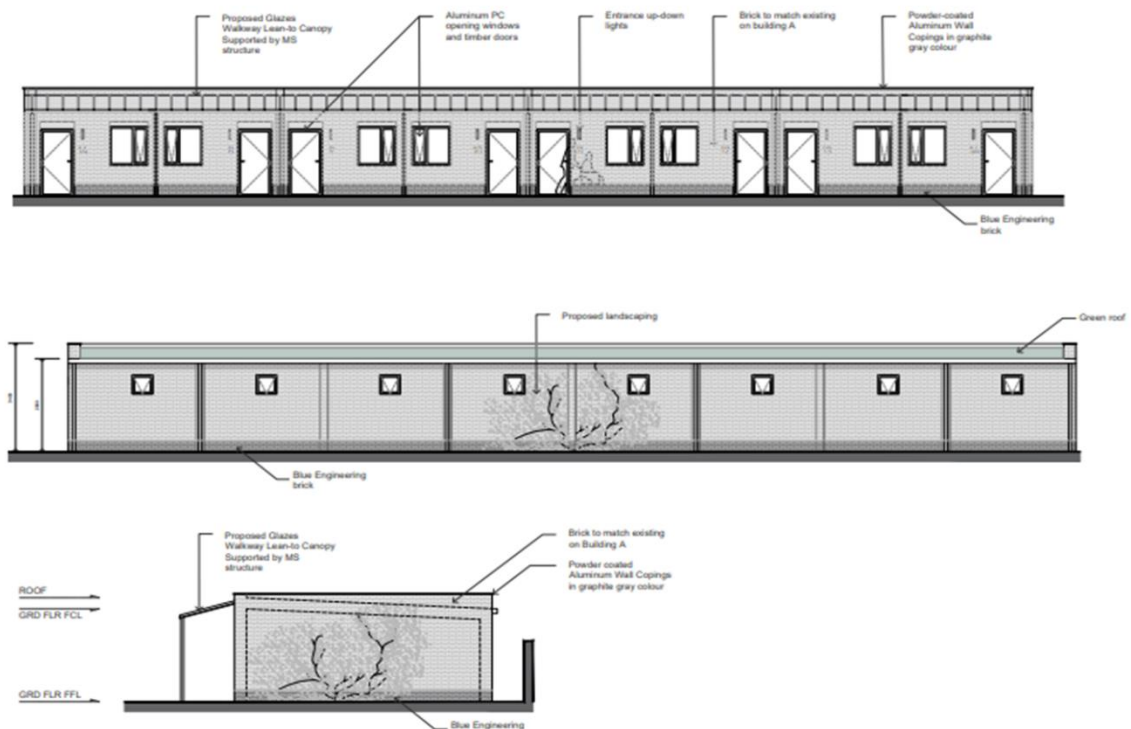 Proposed Glazes
Walkway Lean-to Canopy
Supported by MS
structure
Aluminum PC
opening windows
and timber doors
Entrance up-down
lights
Brick to match existing
on building A
Powder-coated
Aluminum Wall
Copings in graphite
gray colour
Blue Engineering
brick
Proposed landscaping
Green roof
Blue Engineering
brick
Proposed Glazes
Walkway Lean-to Canopy
Supported by MS
structure
Brick to match existing
on Building A
Powder coated
Aluminum Wall Copings
in graphite gray colour
ROOF
GRD FLR FCL
GRD FLR FFL
Blue Engineering